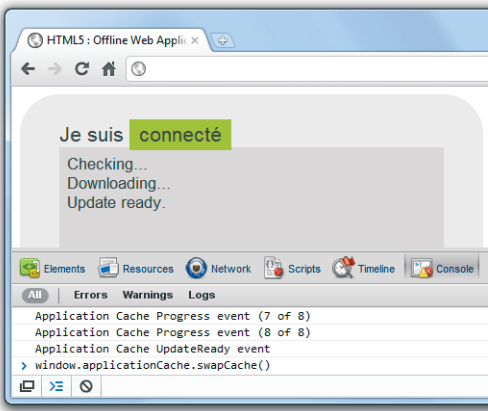 HTML5 : Offline Web Applic
Je suis connecté
Checking...
Downloading...
Update ready.
Elements Resources Network Scripts Timeline Console
All Errors Warnings Logs
Application Cache Progress event (7 of 8)
Application Cache Progress event (8 of 8)
Application Cache UpdateReady event
> window.applicationCache.swapCache()